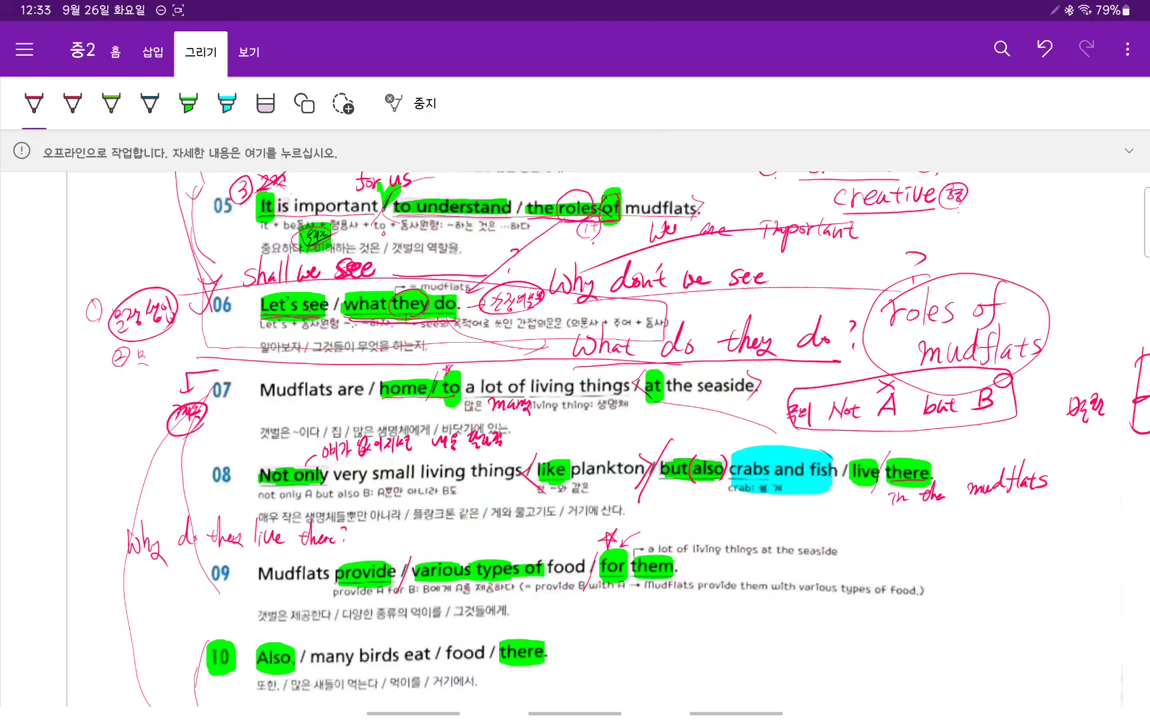 12:33 9월 26일 화요일 79%
중2 홈 삽입 그리기 보기
중지
오프라인으로 작업합니다. 자세한 내용은 여기를 누르십시오.
③ for us
creative
05 It is important / to understand / the roles of mudflats.
it + be동사 + 형용사 + to + 동사원형: ~하는 것은 …하다
We are Important
중요하다 / 이해하는 것은 / 갯벌의 역할을.
shall we see
Why don't we see
?
= mudflats
roles of mudflats
① 문장삽입
06 Let's see / what they do.
Let's + 동사원형 ~: ~하자 see의 목적어로 쓰인 간접의문문 (의문사 + 주어 + 동사)
알아보자 / 그것들이 무엇을 하는지.
What do they do?
②
07 Mudflats are / home / to a lot of living things / at the seaside.
많은 many living thing: 생명체
갯벌은 ~이다 / 집 / 많은 생명체에게 / 바닷가에 있는.
Not A but B
08 Not only very small living things / like plankton / but also crabs and fish / live / there.
not only A but also B: A뿐만 아니라 B도 ~와 같은 crab: 게
in the mudflats
매우 작은 생명체들뿐만 아니라 / 플랑크톤 같은 / 게와 물고기도 / 거기에 산다.
Why do they live there?
a lot of living things at the seaside
09 Mudflats provide / various types of food / for them.
provide A for B: B에게 A를 제공하다 (= provide B with A → Mudflats provide them with various types of food.)
갯벌은 제공한다 / 다양한 종류의 먹이를 / 그것들에게.
10 Also, / many birds eat / food / there.
또한, / 많은 새들이 먹는다 / 먹이를 / 거기에서.